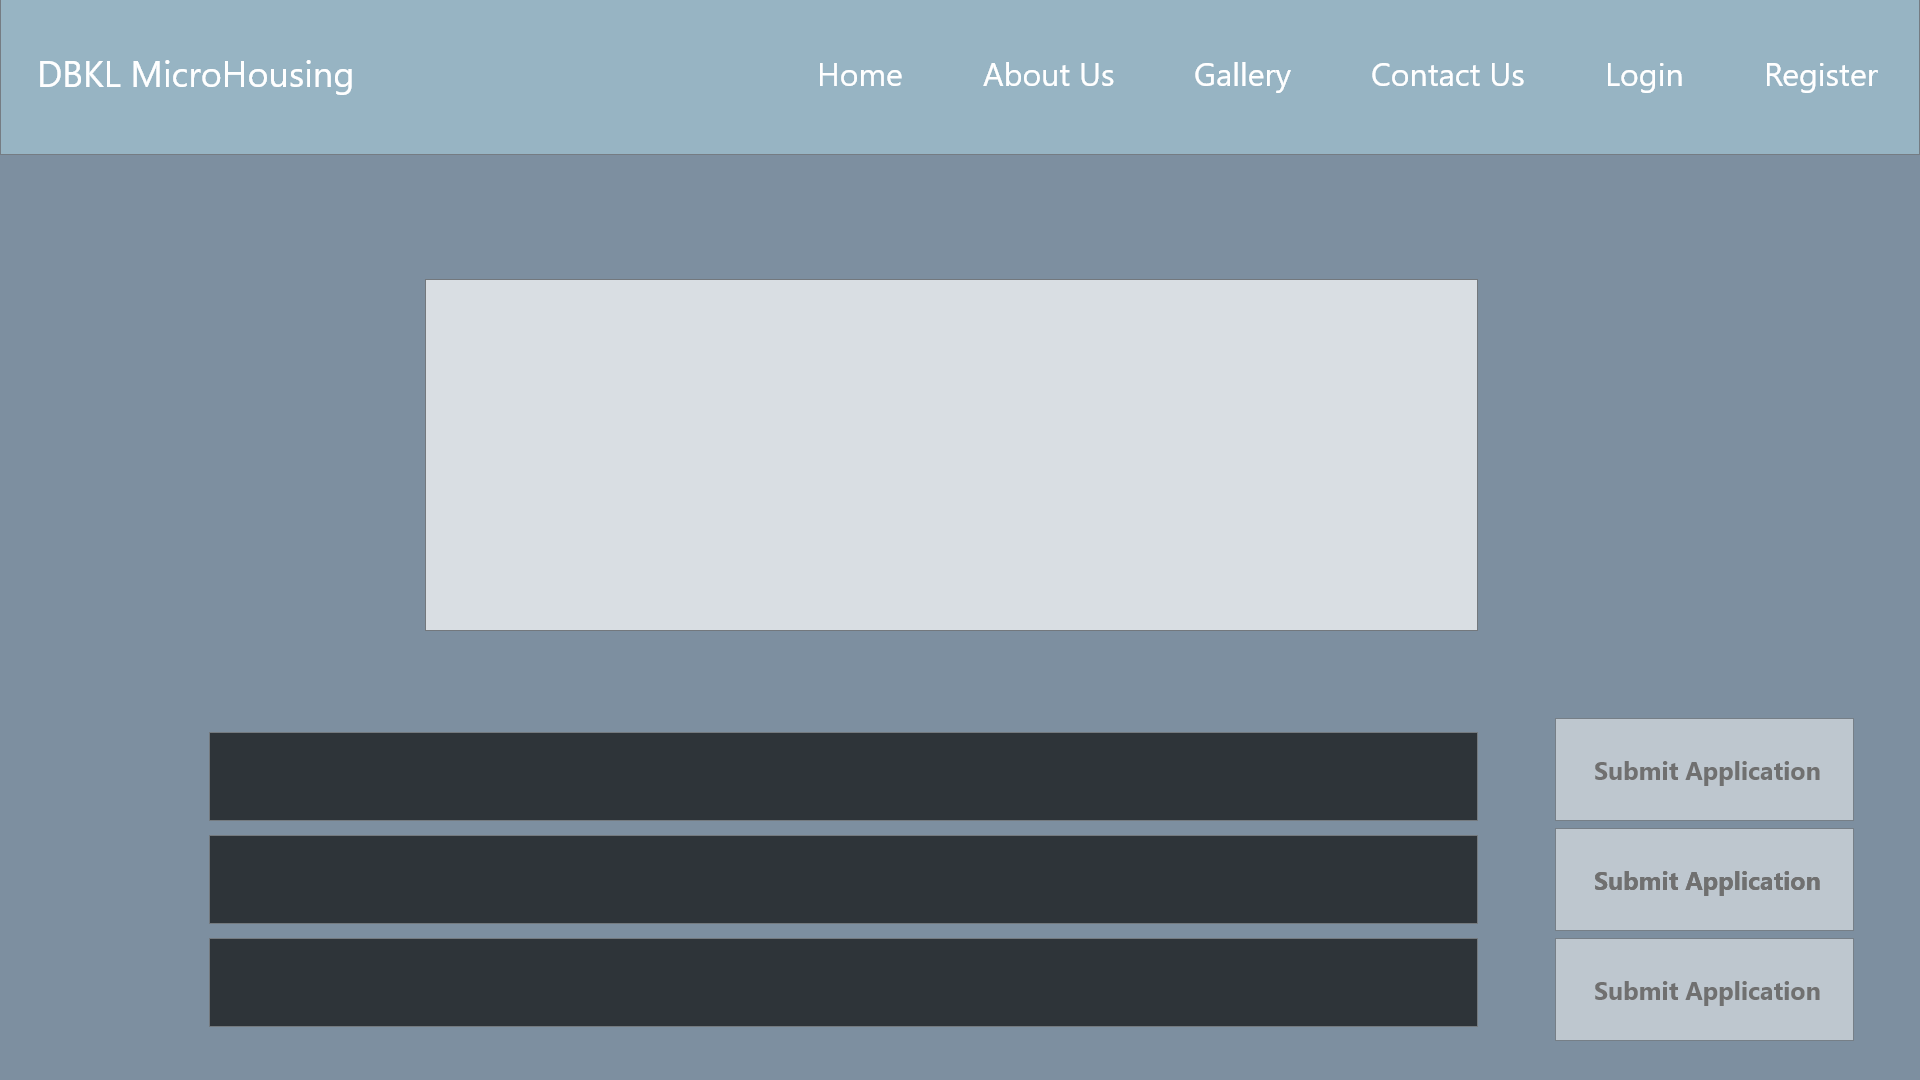 DBKL MicroHousing
Home
About Us
Gallery
Contact Us
Login
Register
Submit Application
Submit Application
Submit Application